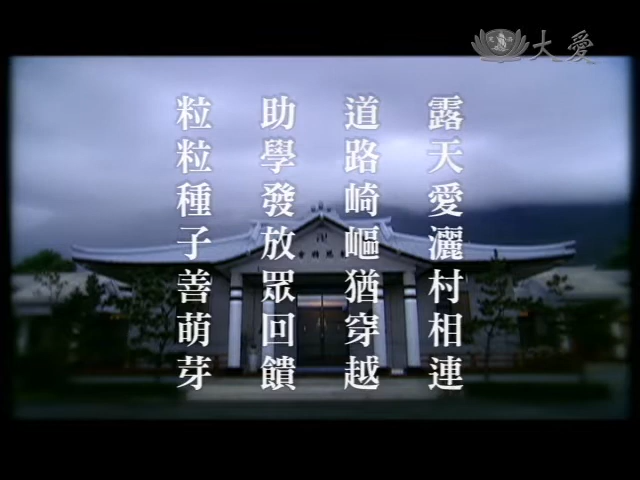 大愛
露天愛灑村相連
道路崎嶇猶穿越
助學發放眾回饋
粒粒種子善萌芽